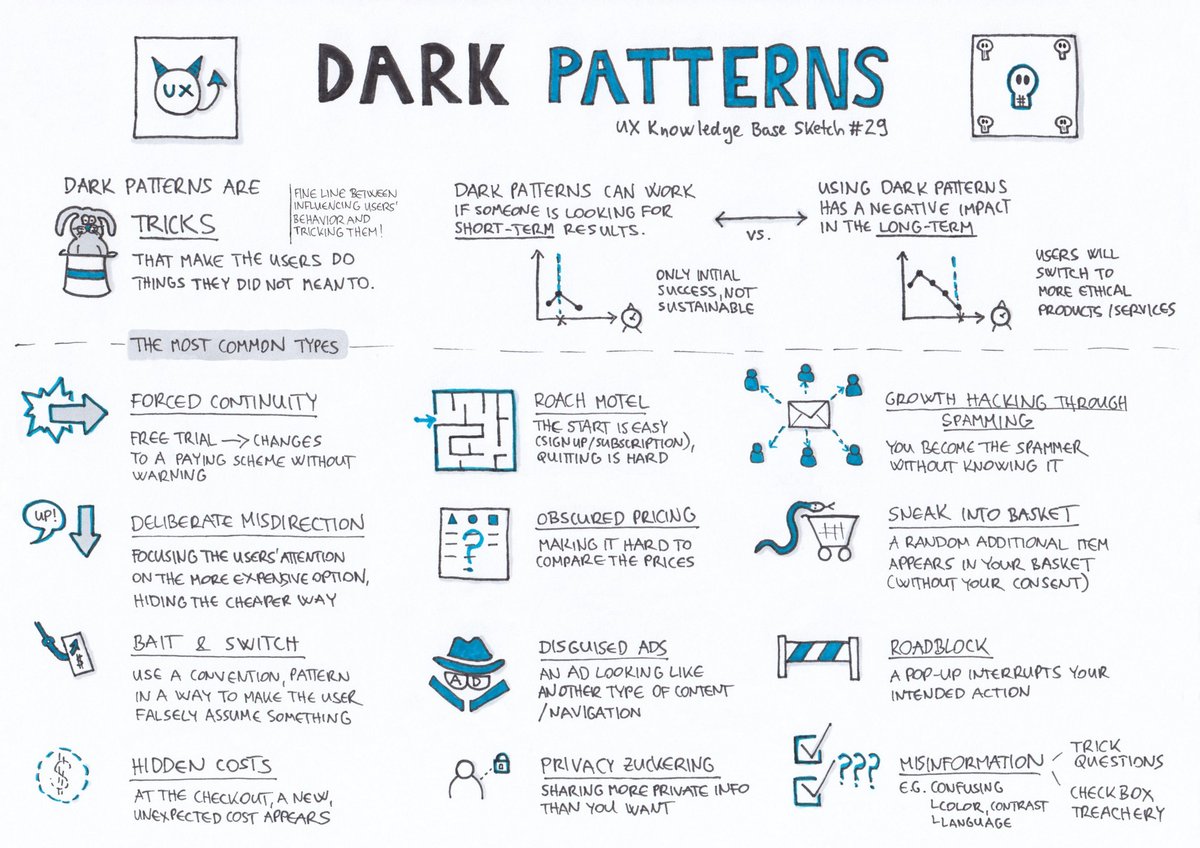 UX
DARK PATTERNS
UX Knowledge Base Sketch #29
DARK PATTERNS ARE
TRICKS
THAT MAKE THE USERS DO
THINGS THEY DID NOT MEAN TO.
FINE LINE BETWEEN
INFLUENCING USERS'
BEHAVIOR AND
TRICKING THEM!
DARK PATTERNS CAN WORK
IF SOMEONE IS LOOKING FOR
SHORT-TERM RESULTS.
VS.
USING DARK PATTERNS
HAS A NEGATIVE IMPACT
IN THE LONG-TERM
X
ONLY INITIAL
SUCCESS, NOT
SUSTAINABLE
X
USERS WILL
SWITCH TO
MORE ETHICAL
PRODUCTS/SERVICES
THE MOST COMMON TYPES
FORCED CONTINUITY
FREE TRIAL → CHANGES
TO A PAYING SCHEME WITHOUT
WARNING
ROACH MOTEL
THE START IS EASY
(SIGN UP/SUBSCRIPTION),
QUITTING IS HARD
GROWTH HACKING THROUGH
SPAMMING
YOU BECOME THE SPAMMER
WITHOUT KNOWING IT
UP!
DELIBERATE MISDIRECTION
FOCUSING THE USERS' ATTENTION
ON THE MORE EXPENSIVE OPTION,
HIDING THE CHEAPER WAY
?
OBSCURED PRICING
MAKING IT HARD TO
COMPARE THE PRICES
SNEAK INTO BASKET
A RANDOM ADDITIONAL ITEM
APPEARS IN YOUR BASKET
(WITHOUT YOUR CONSENT)
$
BAIT & SWITCH
USE A CONVENTION, PATTERN
IN A WAY TO MAKE THE USER
FALSELY ASSUME SOMETHING
AD
DISGUISED ADS
AN AD LOOKING LIKE
ANOTHER TYPE OF CONTENT
/NAVIGATION
ROADBLOCK
A POP-UP INTERRUPTS YOUR
INTENDED ACTION
$
HIDDEN COSTS
AT THE CHECKOUT, A NEW,
UNEXPECTED COST APPEARS
PRIVACY ZUCKERING
SHARING MORE PRIVATE INFO
THAN YOU WANT
???
MISINFORMATION
E.G. CONFUSING
COLOR, CONTRAST
LANGUAGE
TRICK
QUESTIONS
CHECKBOX
TREACHERY